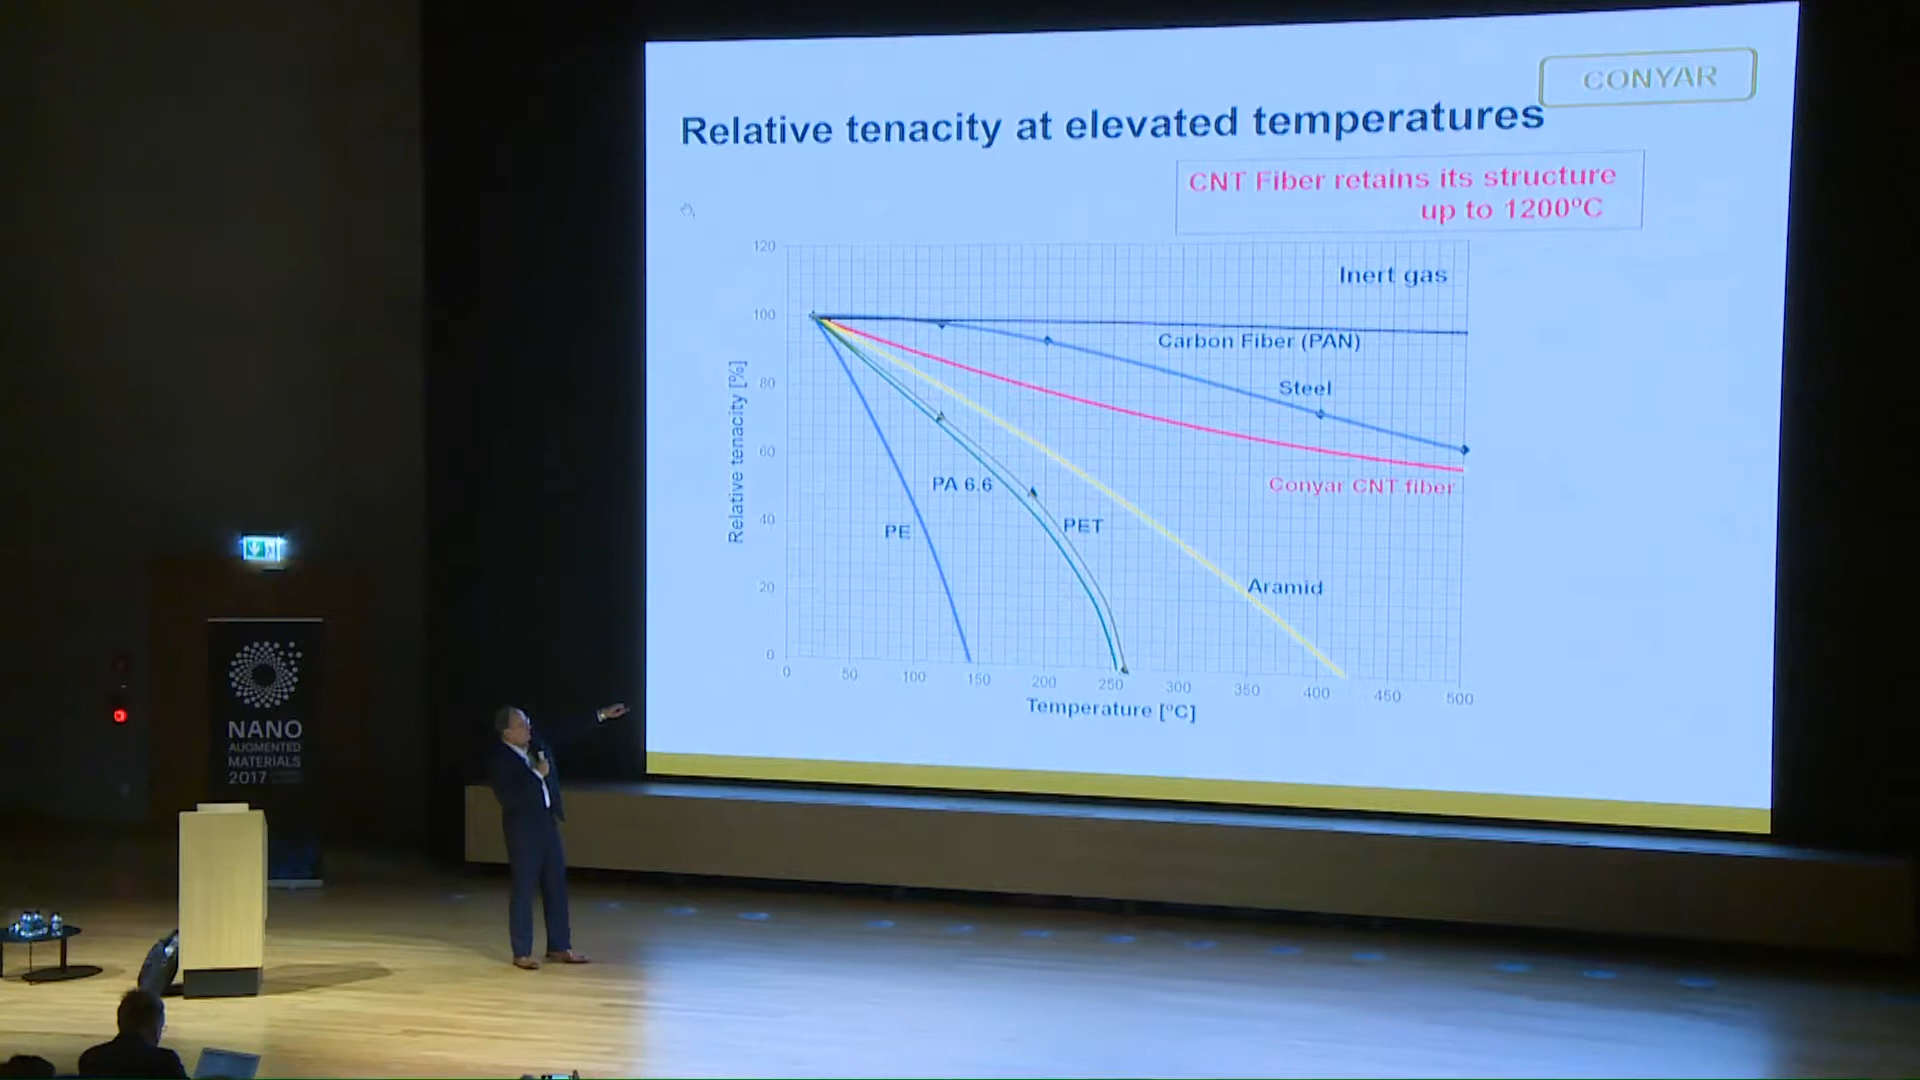 CONYAR
Relative tenacity at elevated temperatures
CNT Fiber retains its structure
up to 1200ºC
Inert gas
120
100
80
60
40
20
0
Relative tenacity [%]
Carbon Fiber (PAN)
Steel
Conyar CNT fiber
PA 6.6
PE
PET
Aramid
0 50 100 150 200 250 300 350 400 450 500
Temperature [ºC]
NANO
AUGMENTED
MATERIALS
2017